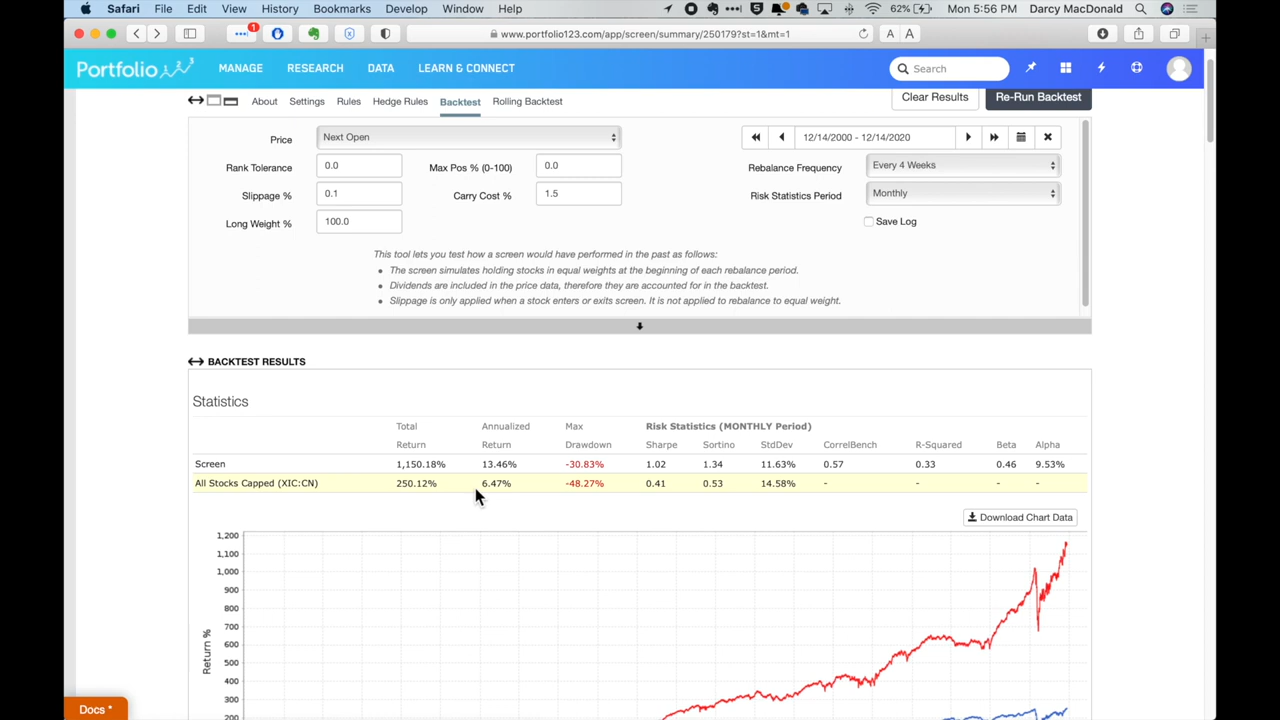 Safari File Edit View History Bookmarks Develop Window Help 62% Mon 5:56 PM Darcy MacDonald
1 www.portfolio123.com/app/screen/summary/250179?st=1&mt=1 A A
Portfolio MANAGE RESEARCH DATA LEARN & CONNECT Search
About Settings Rules Hedge Rules Backtest Rolling Backtest Clear Results Re-Run Backtest
Price Next Open 12/14/2000 - 12/14/2020
Rank Tolerance 0.0 Max Pos % (0-100) 0.0 Rebalance Frequency Every 4 Weeks
Slippage % 0.1 Carry Cost % 1.5 Risk Statistics Period Monthly
Long Weight % 100.0 Save Log
This tool lets you test how a screen would have performed in the past as follows:
• The screen simulates holding stocks in equal weights at the beginning of each rebalance period.
• Dividends are included in the price data, therefore they are accounted for in the backtest.
• Slippage is only applied when a stock enters or exits screen. It is not applied to rebalance to equal weight.
BACKTEST RESULTS
Statistics
Total Annualized Max Risk Statistics (MONTHLY Period)
Return Return Drawdown Sharpe Sortino StdDev CorrelBench R-Squared Beta Alpha
Screen 1,150.18% 13.46% -30.83% 1.02 1.34 11.63% 0.57 0.33 0.46 9.53%
All Stocks Capped (XIC:CN) 250.12% 6.47% -48.27% 0.41 0.53 14.58% - - - -
Download Chart Data
1,200
1,100
1,000
900
800
700
600
500
400
300
200
Return %
Docs *